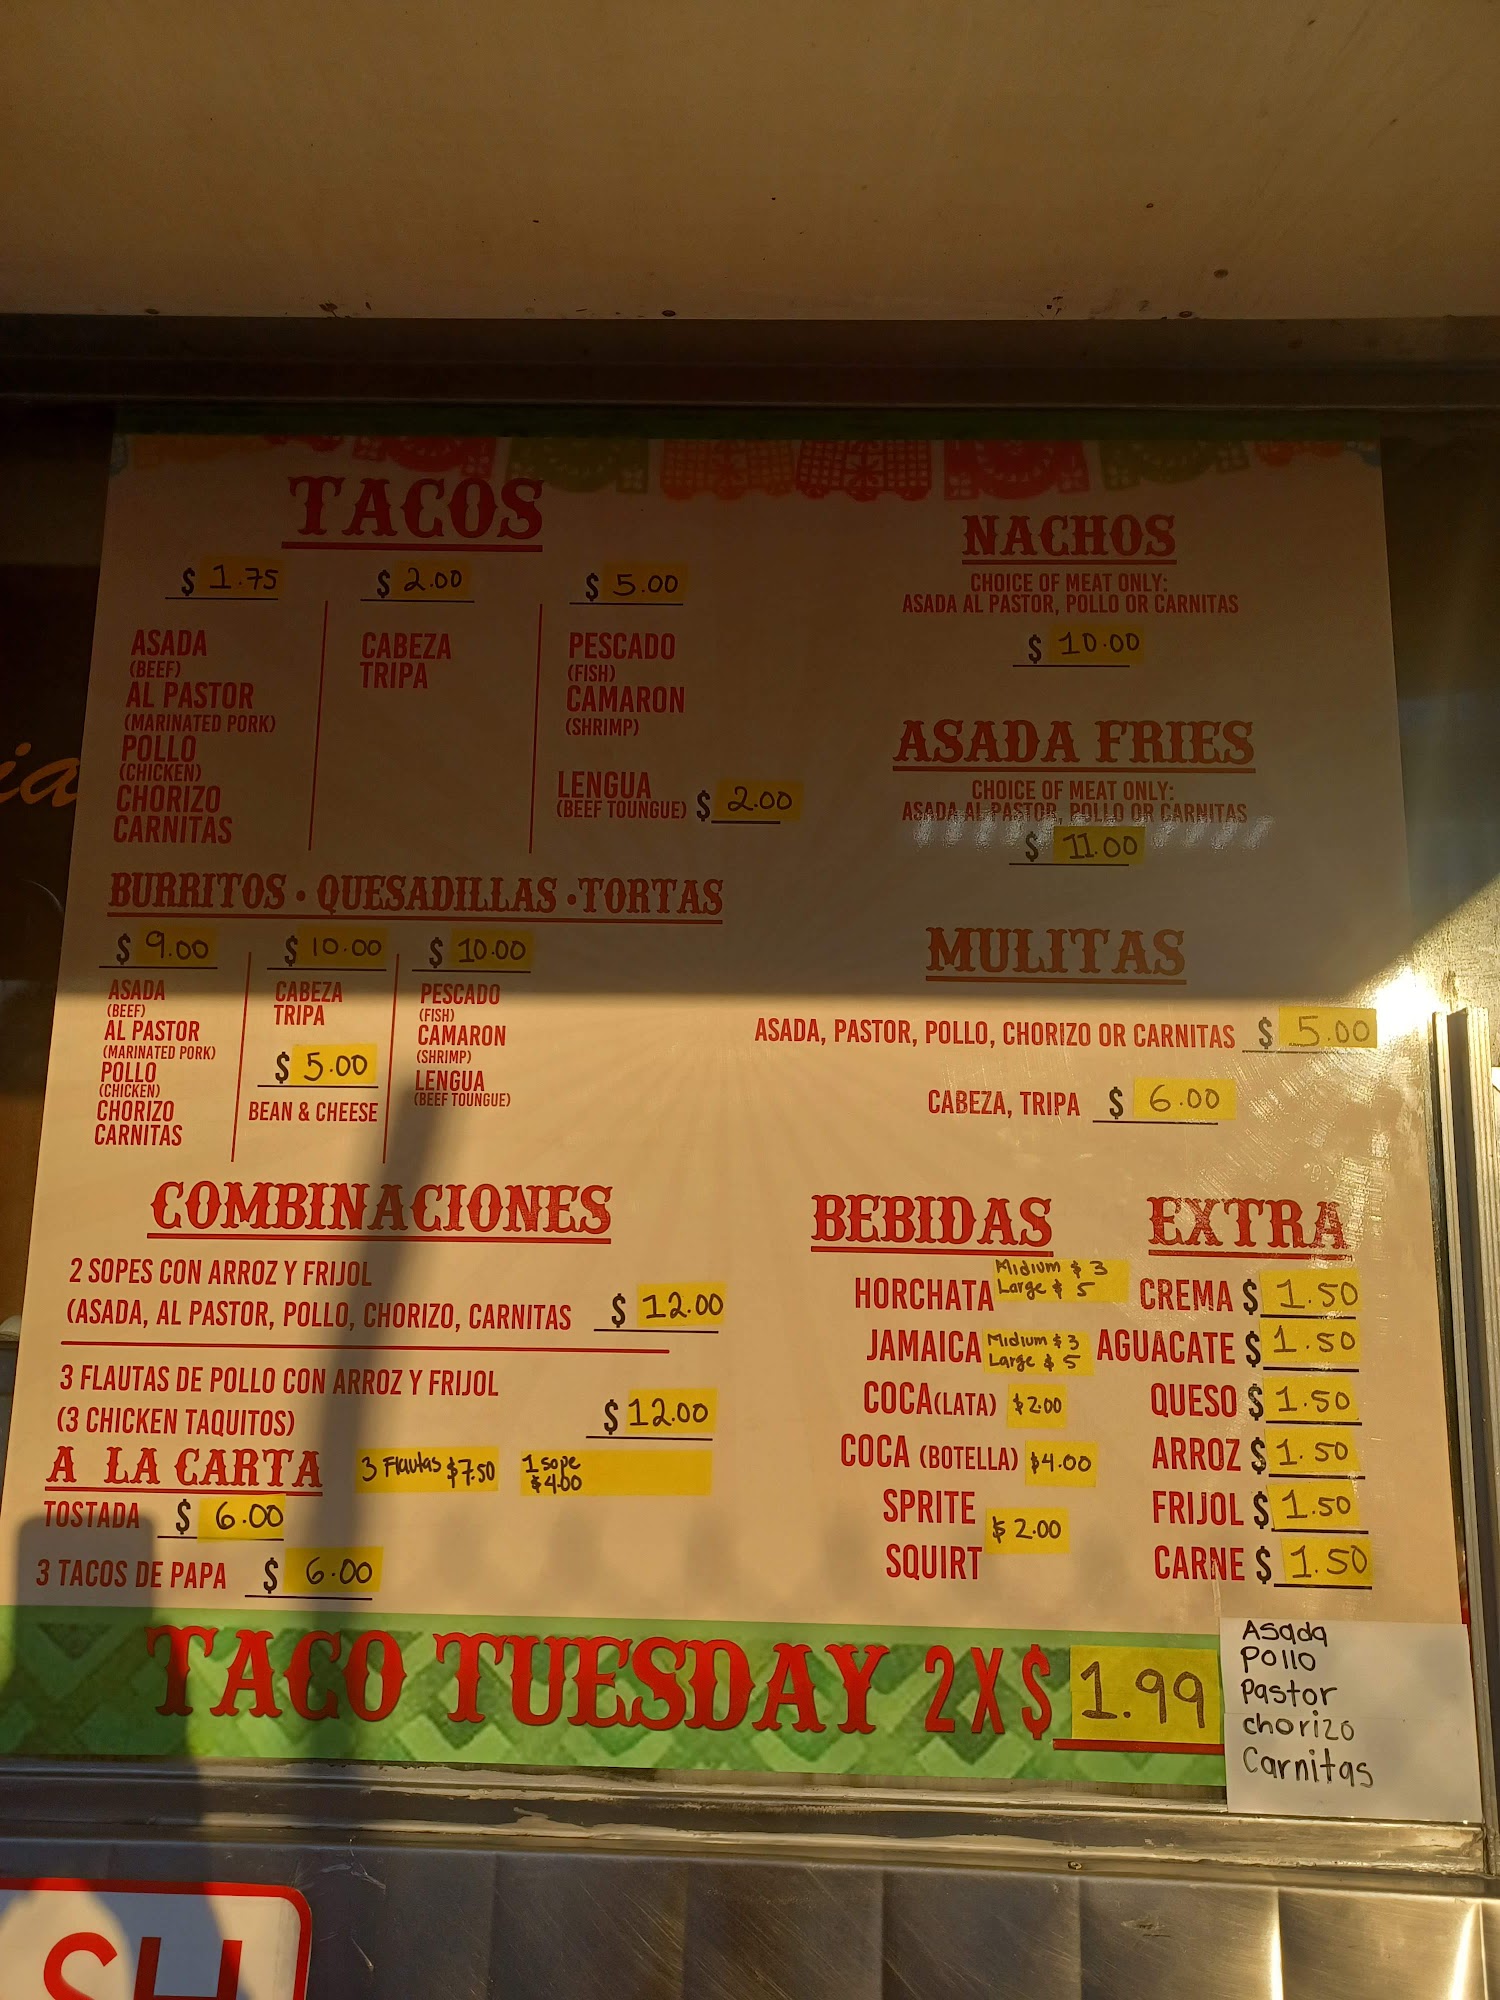 TACOS
$ 1.75
ASADA
(BEEF)
AL PASTOR
(MARINATED PORK)
POLLO
(CHICKEN)
CHORIZO
CARNITAS
$ 2.00
CABEZA
TRIPA
$ 5.00
PESCADO
(FISH)
CAMARON
(SHRIMP)
LENGUA
(BEEF TOUNGUE) $ 2.00
BURRITOS • QUESADILLAS • TORTAS
$ 9.00
ASADA
(BEEF)
AL PASTOR
(MARINATED PORK)
POLLO
(CHICKEN)
CHORIZO
CARNITAS
$ 10.00
CABEZA
TRIPA
$ 5.00
BEAN & CHEESE
$ 10.00
PESCADO
(FISH)
CAMARON
(SHRIMP)
LENGUA
(BEEF TOUNGUE)
COMBINACIONES
2 SOPES CON ARROZ Y FRIJOL
(ASADA, AL PASTOR, POLLO, CHORIZO, CARNITAS $ 12.00
3 FLAUTAS DE POLLO CON ARROZ Y FRIJOL
(3 CHICKEN TAQUITOS) $ 12.00
A LA CARTA
3 Flautas $7.50
1 sope
$4.00
TOSTADA $ 6.00
3 TACOS DE PAPA $ 6.00
NACHOS
CHOICE OF MEAT ONLY:
ASADA AL PASTOR, POLLO OR CARNITAS
$ 10.00
ASADA FRIES
CHOICE OF MEAT ONLY:
ASADA AL PASTOR, POLLO OR CARNITAS
$ 11.00
MULITAS
ASADA, PASTOR, POLLO, CHORIZO OR CARNITAS $ 5.00
CABEZA, TRIPA $ 6.00
BEBIDAS
HORCHATA Midium $ 3
Large $ 5
JAMAICA Midium $ 3
Large $ 5
COCA (LATA) $2.00
COCA (BOTELLA) $4.00
SPRITE
$ 2.00
SQUIRT
EXTRA
CREMA $ 1.50
AGUACATE $ 1.50
QUESO $ 1.50
ARROZ $ 1.50
FRIJOL $ 1.50
CARNE $ 1.50
TACO TUESDAY 2X$ 1.99
Asada
Pollo
Pastor
chorizo
Carnitas
ia
SH